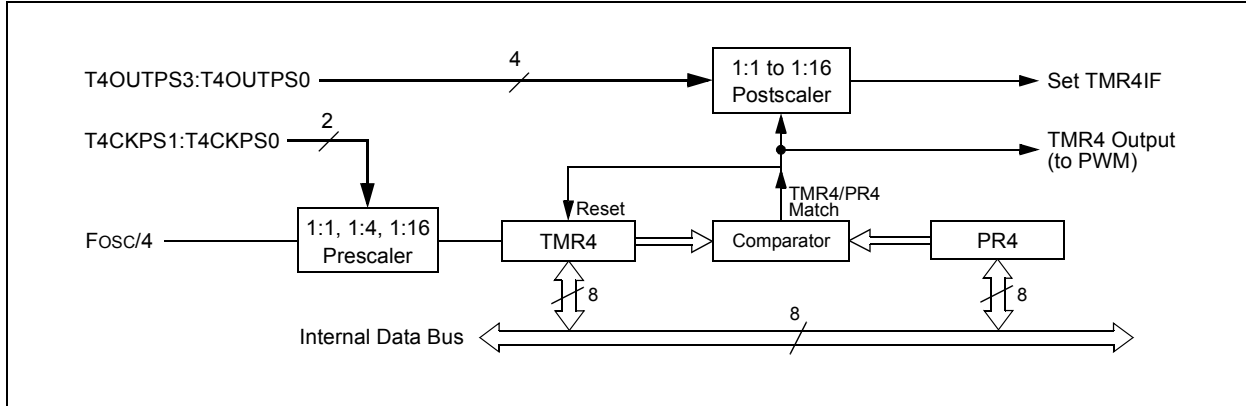 T4OUTPS3:T4OUTPS0
4
1:1 to 1:16
Postscaler
Set TMR4IF
T4CKPS1:T4CKPS0
2
TMR4 Output
(to PWM)
TMR4/PR4
Match
Reset
FOSC/4
1:1, 1:4, 1:16
Prescaler
TMR4
Comparator
PR4
8
8
Internal Data Bus
8